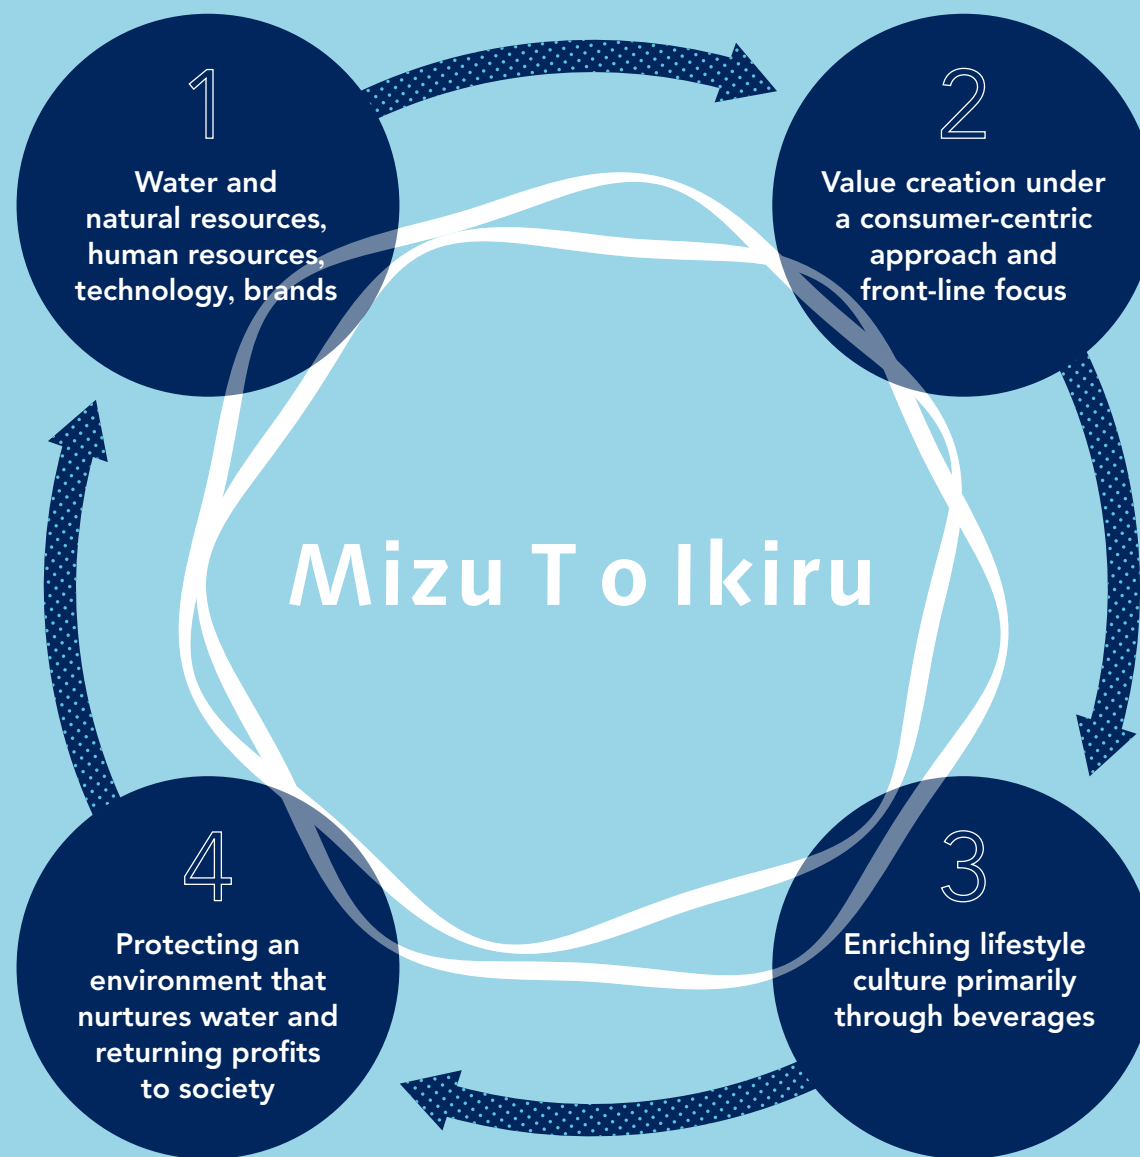 1
Water and
natural resources,
human resources,
technology, brands
2
Value creation under
a consumer-centric
approach and
front-line focus
Mizu To Ikiru
3
Enriching lifestyle
culture primarily
through beverages
4
Protecting an
environment that
nurtures water and
returning profits
to society